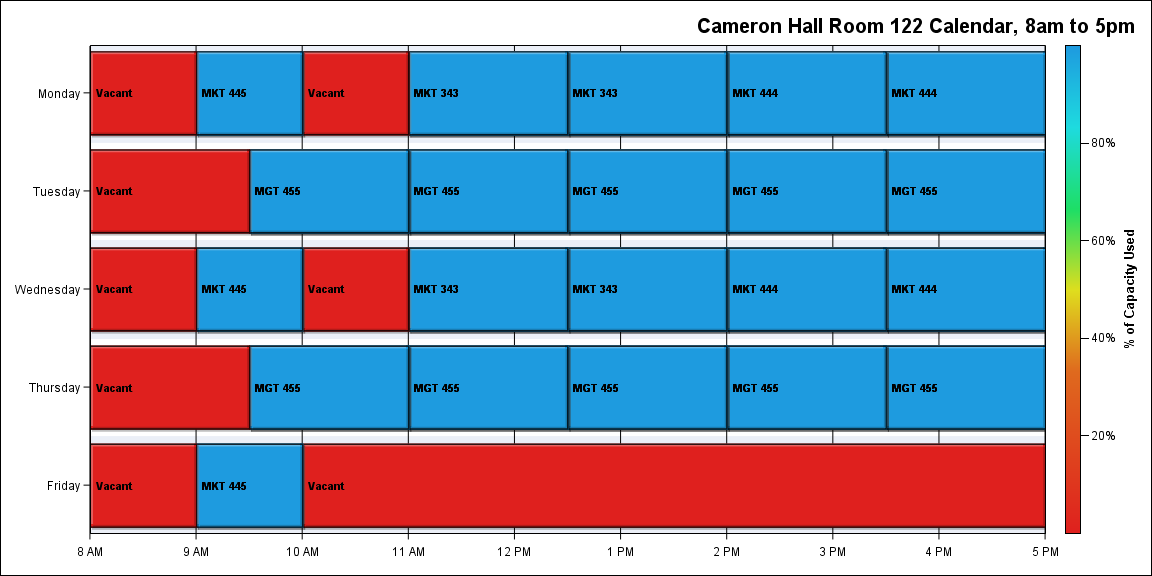 Cameron Hall Room 122 Calendar, 8am to 5pm
Monday Vacant MKT 445 Vacant MKT 343 MKT 343 MKT 444 MKT 444
Tuesday Vacant MGT 455 MGT 455 MGT 455 MGT 455 MGT 455
Wednesday Vacant MKT 445 Vacant MKT 343 MKT 343 MKT 444 MKT 444
Thursday Vacant MGT 455 MGT 455 MGT 455 MGT 455 MGT 455
Friday Vacant MKT 445 Vacant
8 AM 9 AM 10 AM 11 AM 12 PM 1 PM 2 PM 3 PM 4 PM 5 PM
80%
60%
40%
20%
% of Capacity Used